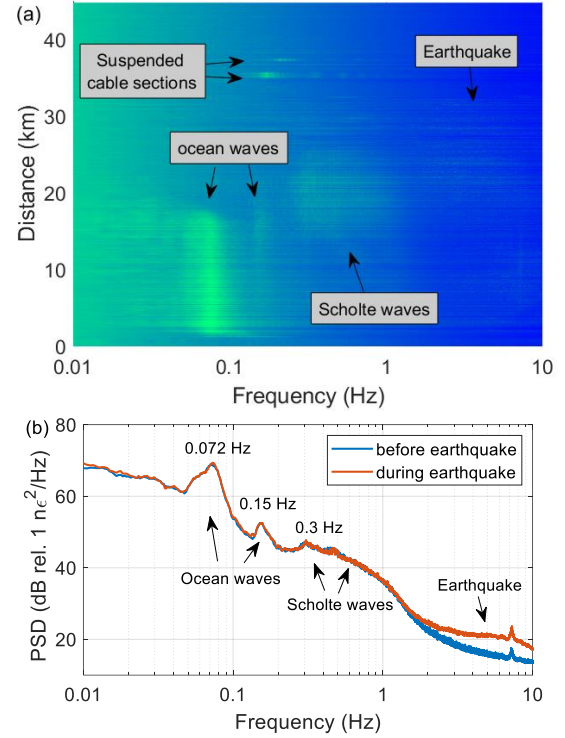 (a)
40
30
20
10
0
Distance (km)
Suspended
cable sections
Earthquake
ocean waves
Scholte waves
0.01
0.1
1
10
Frequency (Hz)
(b)
80
60
40
20
PSD (dB rel. 1 nϵ²/Hz)
0.072 Hz
0.15 Hz
0.3 Hz
before earthquake
during earthquake
Ocean waves
Scholte waves
Earthquake
0.01
0.1
1
10
Frequency (Hz)